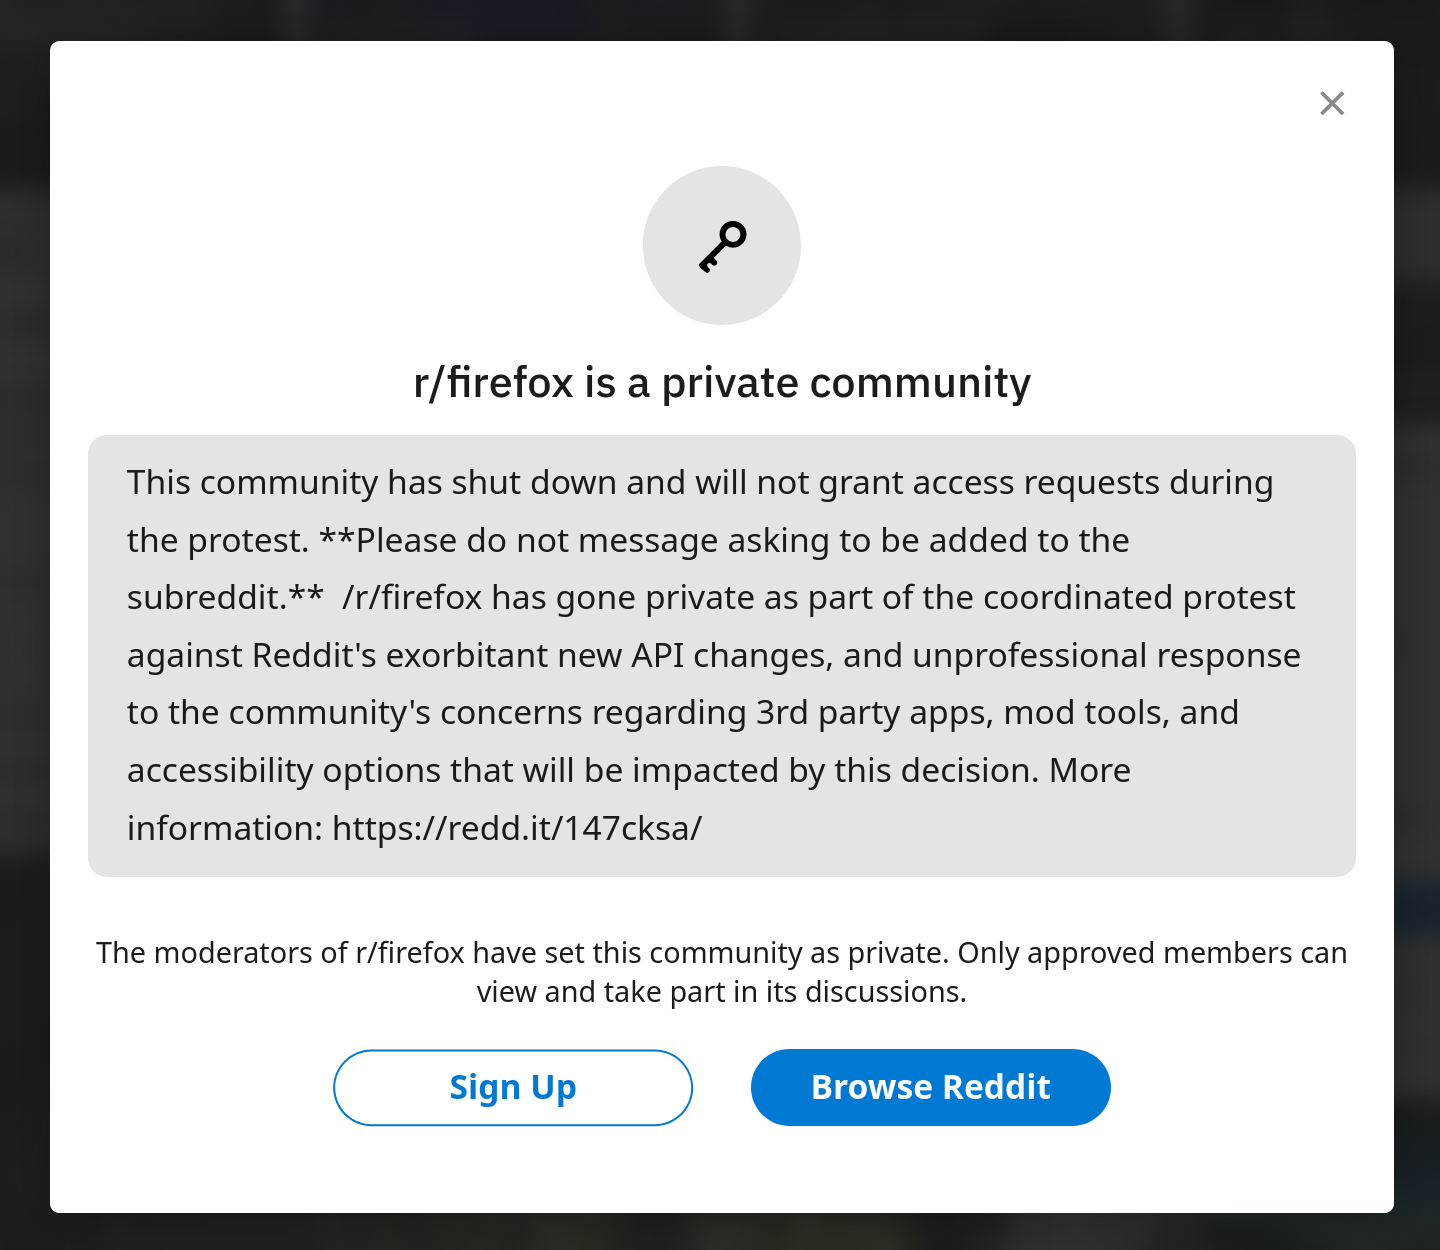 r/firefox is a private community
This community has shut down and will not grant access requests during
the protest. **Please do not message asking to be added to the
subreddit.**  /r/firefox has gone private as part of the coordinated protest
against Reddit's exorbitant new API changes, and unprofessional response
to the community's concerns regarding 3rd party apps, mod tools, and
accessibility options that will be impacted by this decision. More
information: https://redd.it/147cksa/
The moderators of r/firefox have set this community as private. Only approved members can
view and take part in its discussions.
Sign Up
Browse Reddit